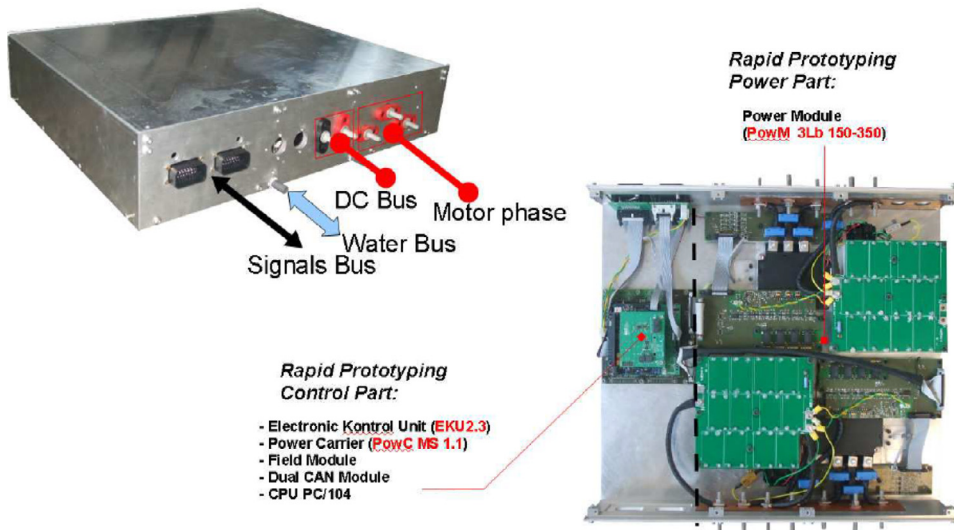 DC Bus
Motor phase
Water Bus
Signals Bus
Rapid Prototyping
Power Part:
Power Module
(PowM 3Lb 150-350)
Rapid Prototyping
Control Part:
- Electronic Kontrol Unit (EKU2.3)
- Power Carrier (PowC MS 1.1)
- Field Module
- Dual CAN Module
- CPU PC/104